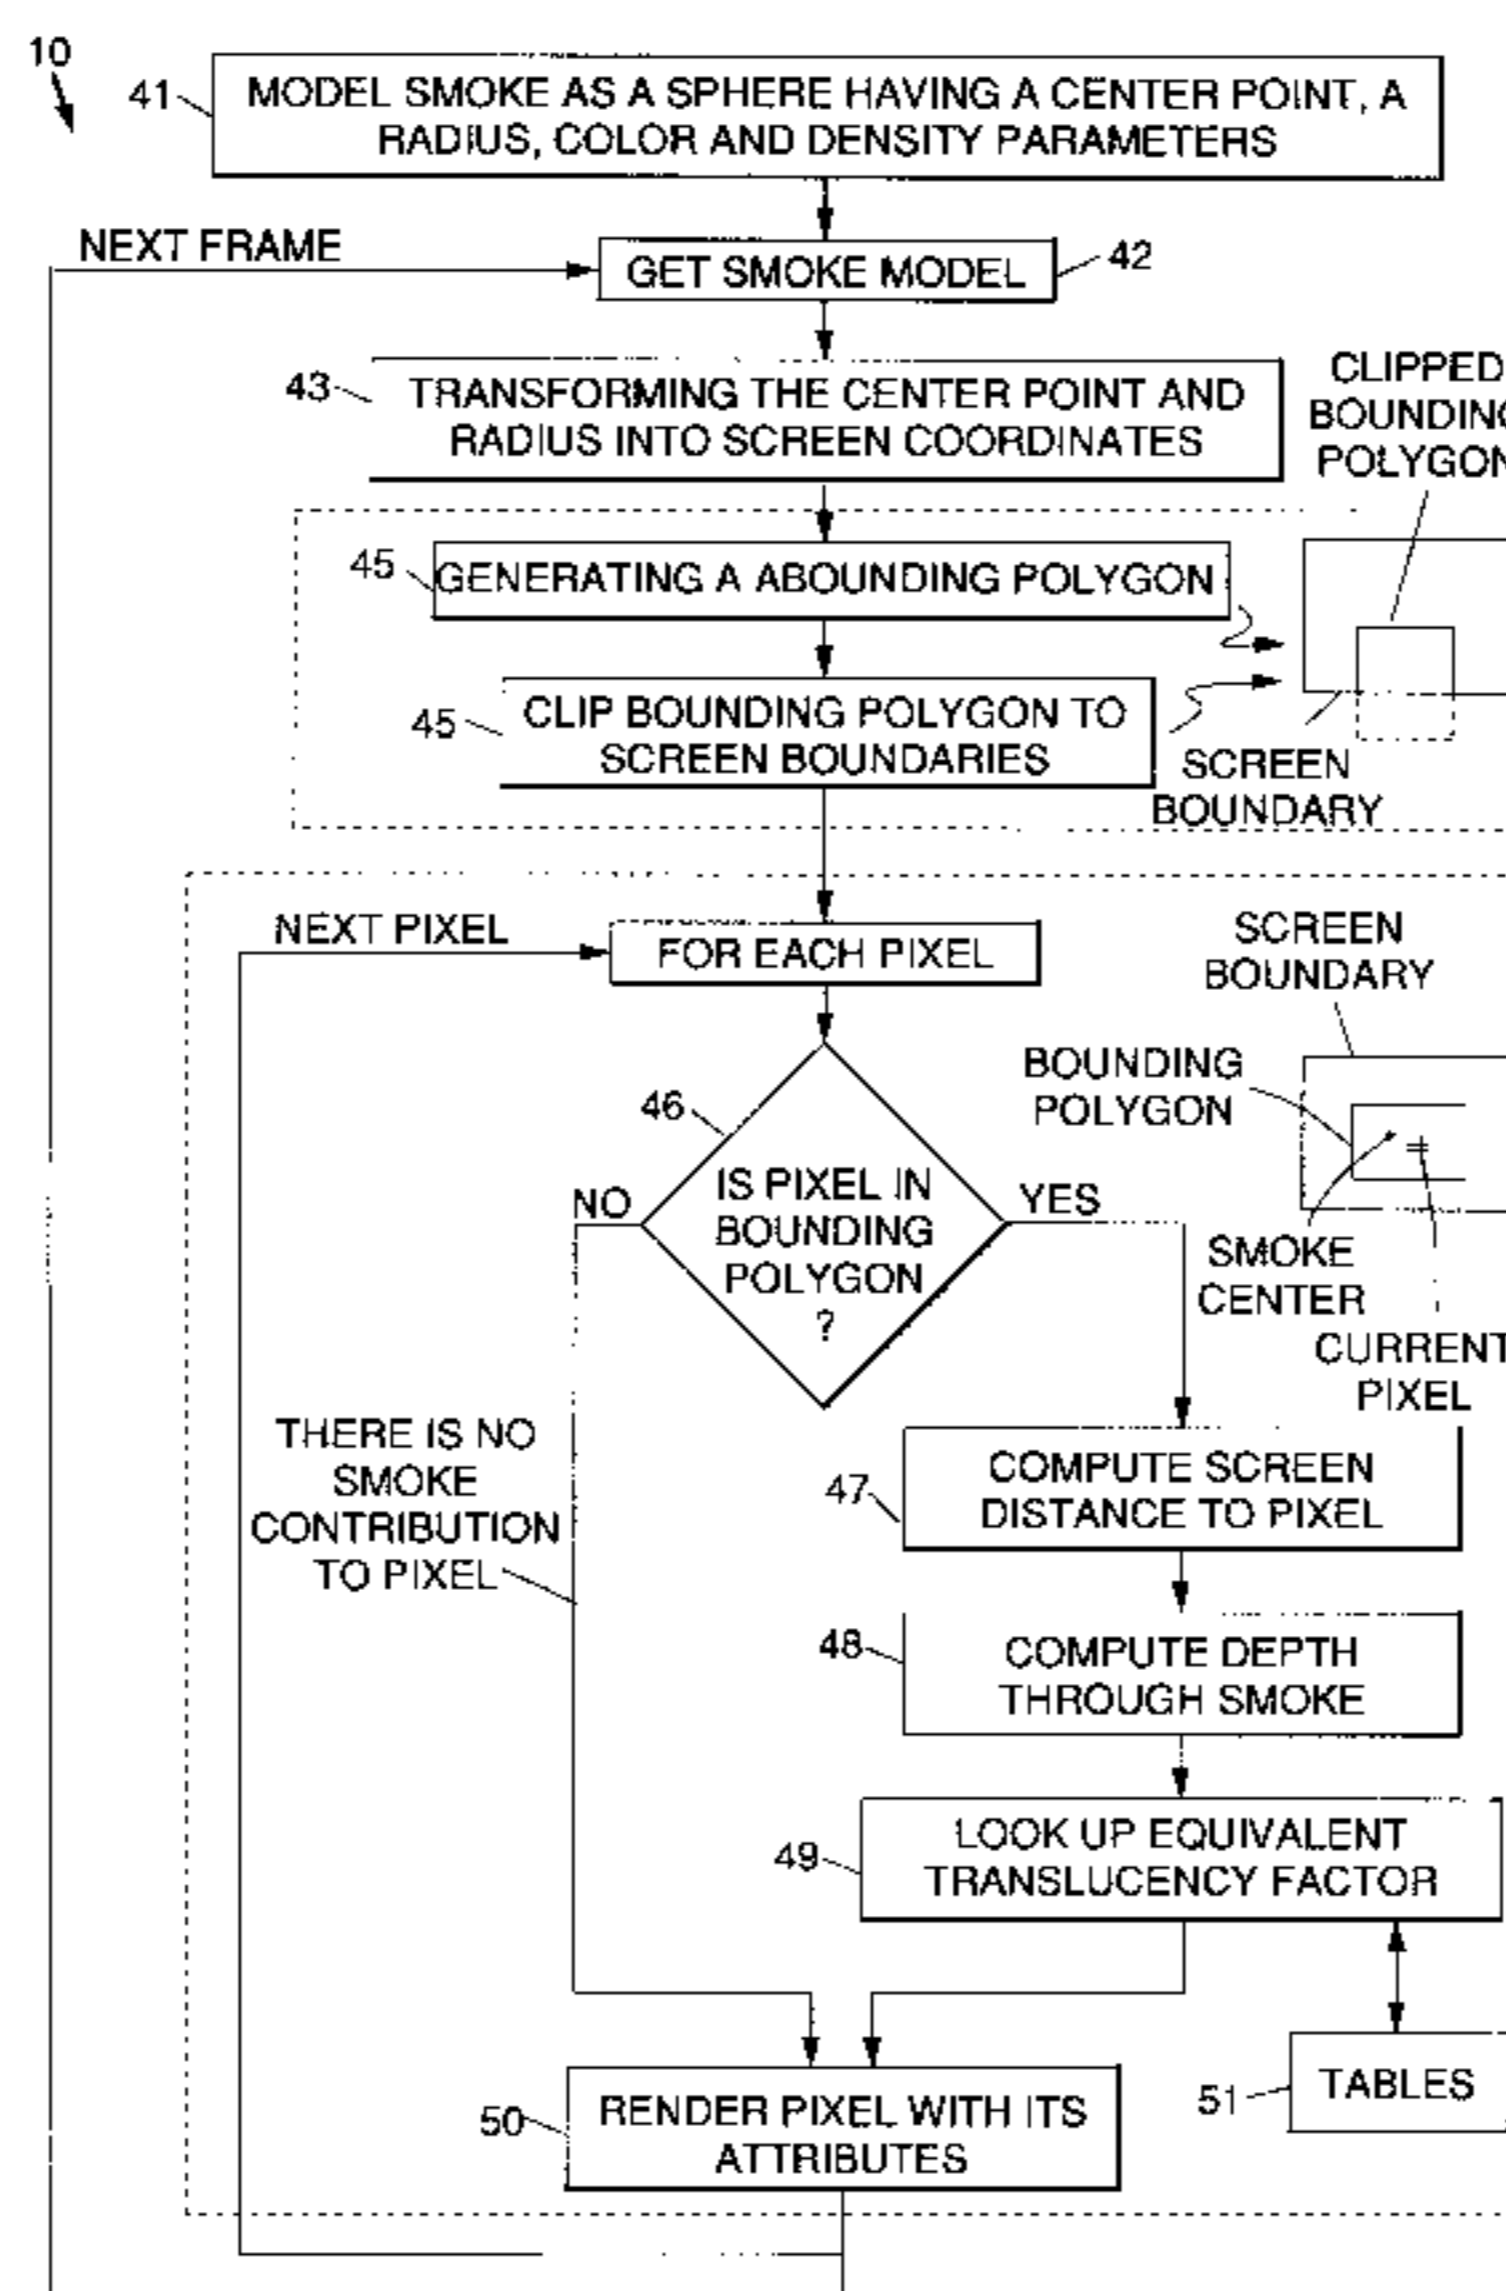 10
41
MODEL SMOKE AS A SPHERE HAVING A CENTER POINT, A
RADIUS, COLOR AND DENSITY PARAMETERS
NEXT FRAME
GET SMOKE MODEL
42
43
TRANSFORMING THE CENTER POINT AND
RADIUS INTO SCREEN COORDINATES
CLIPPED
BOUNDING
POLYGON
45
GENERATING A ABOUNDING POLYGON
45
CLIP BOUNDING POLYGON TO
SCREEN BOUNDARIES
SCREEN
BOUNDARY
NEXT PIXEL
FOR EACH PIXEL
SCREEN
BOUNDARY
BOUNDING
POLYGON
46
IS PIXEL IN
BOUNDING
POLYGON
?
NO
YES
SMOKE
CENTER
CURRENT
PIXEL
THERE IS NO
SMOKE
CONTRIBUTION
TO PIXEL
47
COMPUTE SCREEN
DISTANCE TO PIXEL
48
COMPUTE DEPTH
THROUGH SMOKE
49
LOOK UP EQUIVALENT
TRANSLUCENCY FACTOR
50
RENDER PIXEL WITH ITS
ATTRIBUTES
51
TABLES